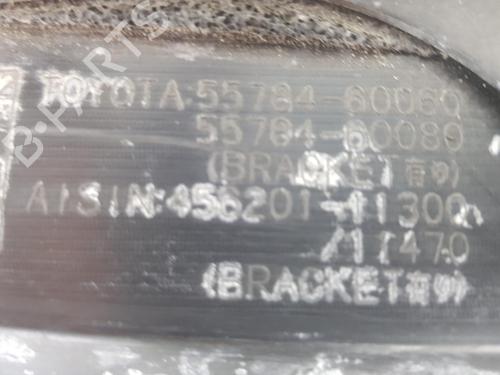 TOYOTA:55784-60060
55784-60080
(BRACKET有り)
AISIN:456201-11300
/11470
(BRACKET有り)
B-PARTS